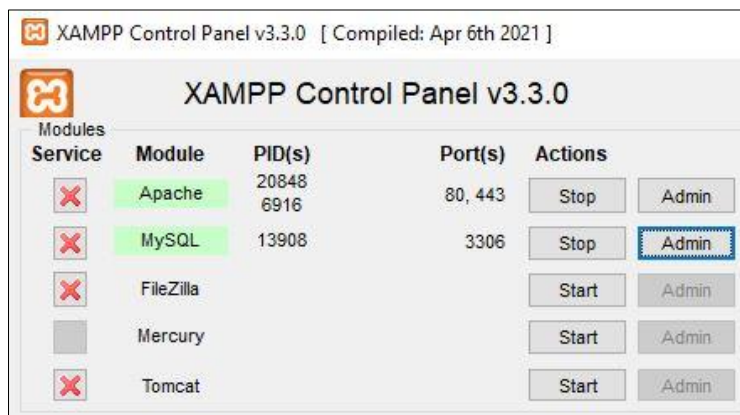 XAMPP Control Panel v3.3.0 [ Compiled: Apr 6th 2021 ]
XAMPP Control Panel v3.3.0
Modules
Service Module PID(s) Port(s) Actions
Apache 20848 6916 80, 443 Stop Admin
MySQL 13908 3306 Stop Admin
FileZilla Start Admin
Mercury Start Admin
Tomcat Start Admin